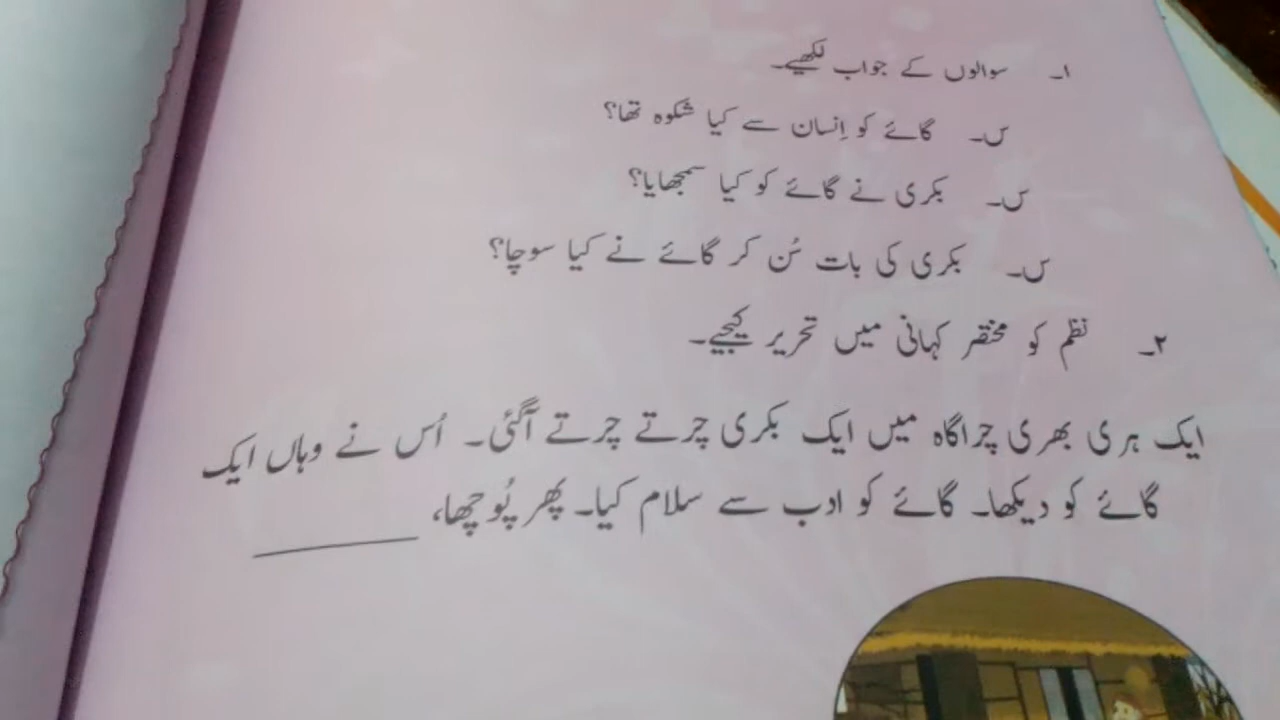 ۱۔ سوالوں کے جواب لکھیے۔
س۔ گائے کو اِنسان سے کیا شکوہ تھا؟
س۔ بکری نے گائے کو کیا سمجھایا؟
س۔ بکری کی بات سُن کر گائے نے کیا سوچا؟
۲۔ نظم کو مختصر کہانی میں تحریر کیجیے۔
ایک ہری بھری چراگاہ میں ایک بکری چرتے چرتے آگئی۔ اُس نے وہاں ایک
گائے کو دیکھا۔ گائے کو ادب سے سلام کیا۔ پھر پُوچھا، ________